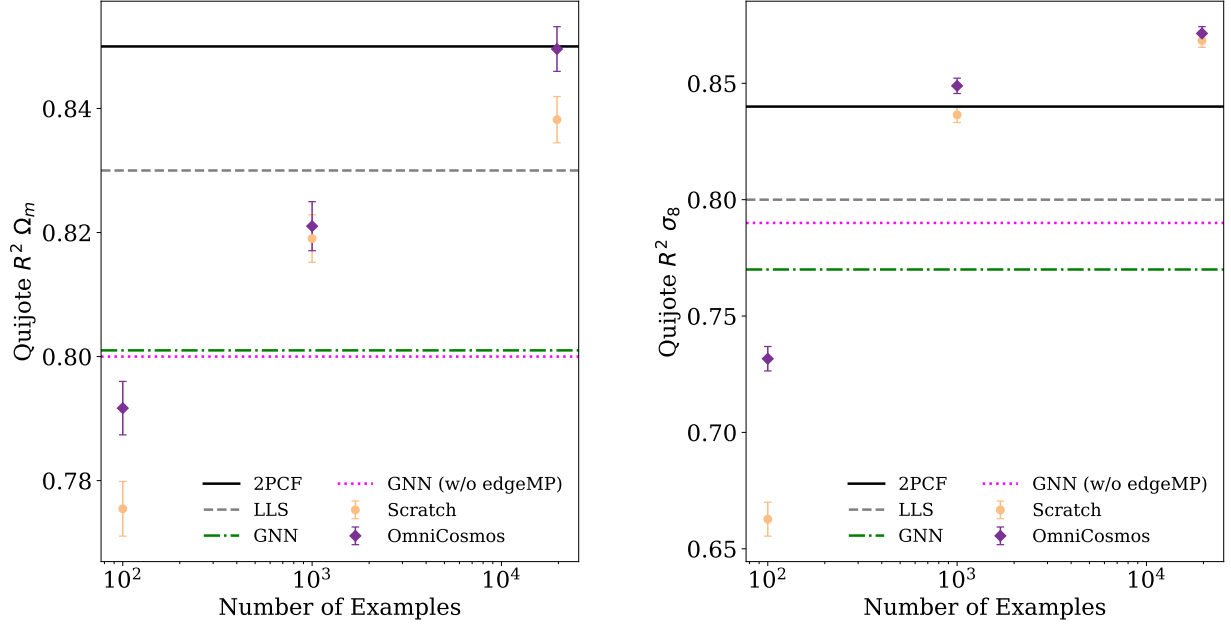 Quijote R² Ωₘ
0.84
0.82
0.80
0.78
10² 10³ 10⁴
Number of Examples
2PCF
LLS
GNN
GNN (w/o edgeMP)
Scratch
OmniCosmos
Quijote R² σ₈
0.85
0.80
0.75
0.70
0.65
10² 10³ 10⁴
Number of Examples
2PCF
LLS
GNN
GNN (w/o edgeMP)
Scratch
OmniCosmos